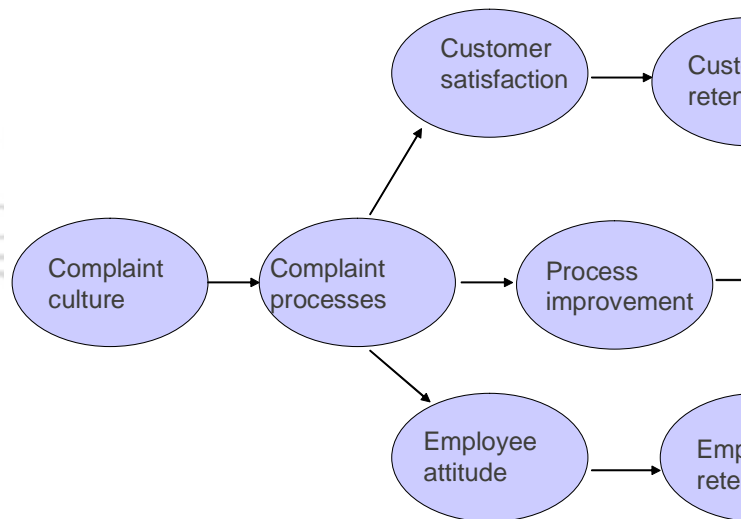 Customer
satisfaction
Complaint
culture
Complaint
processes
Process
improvement
Employee
attitude